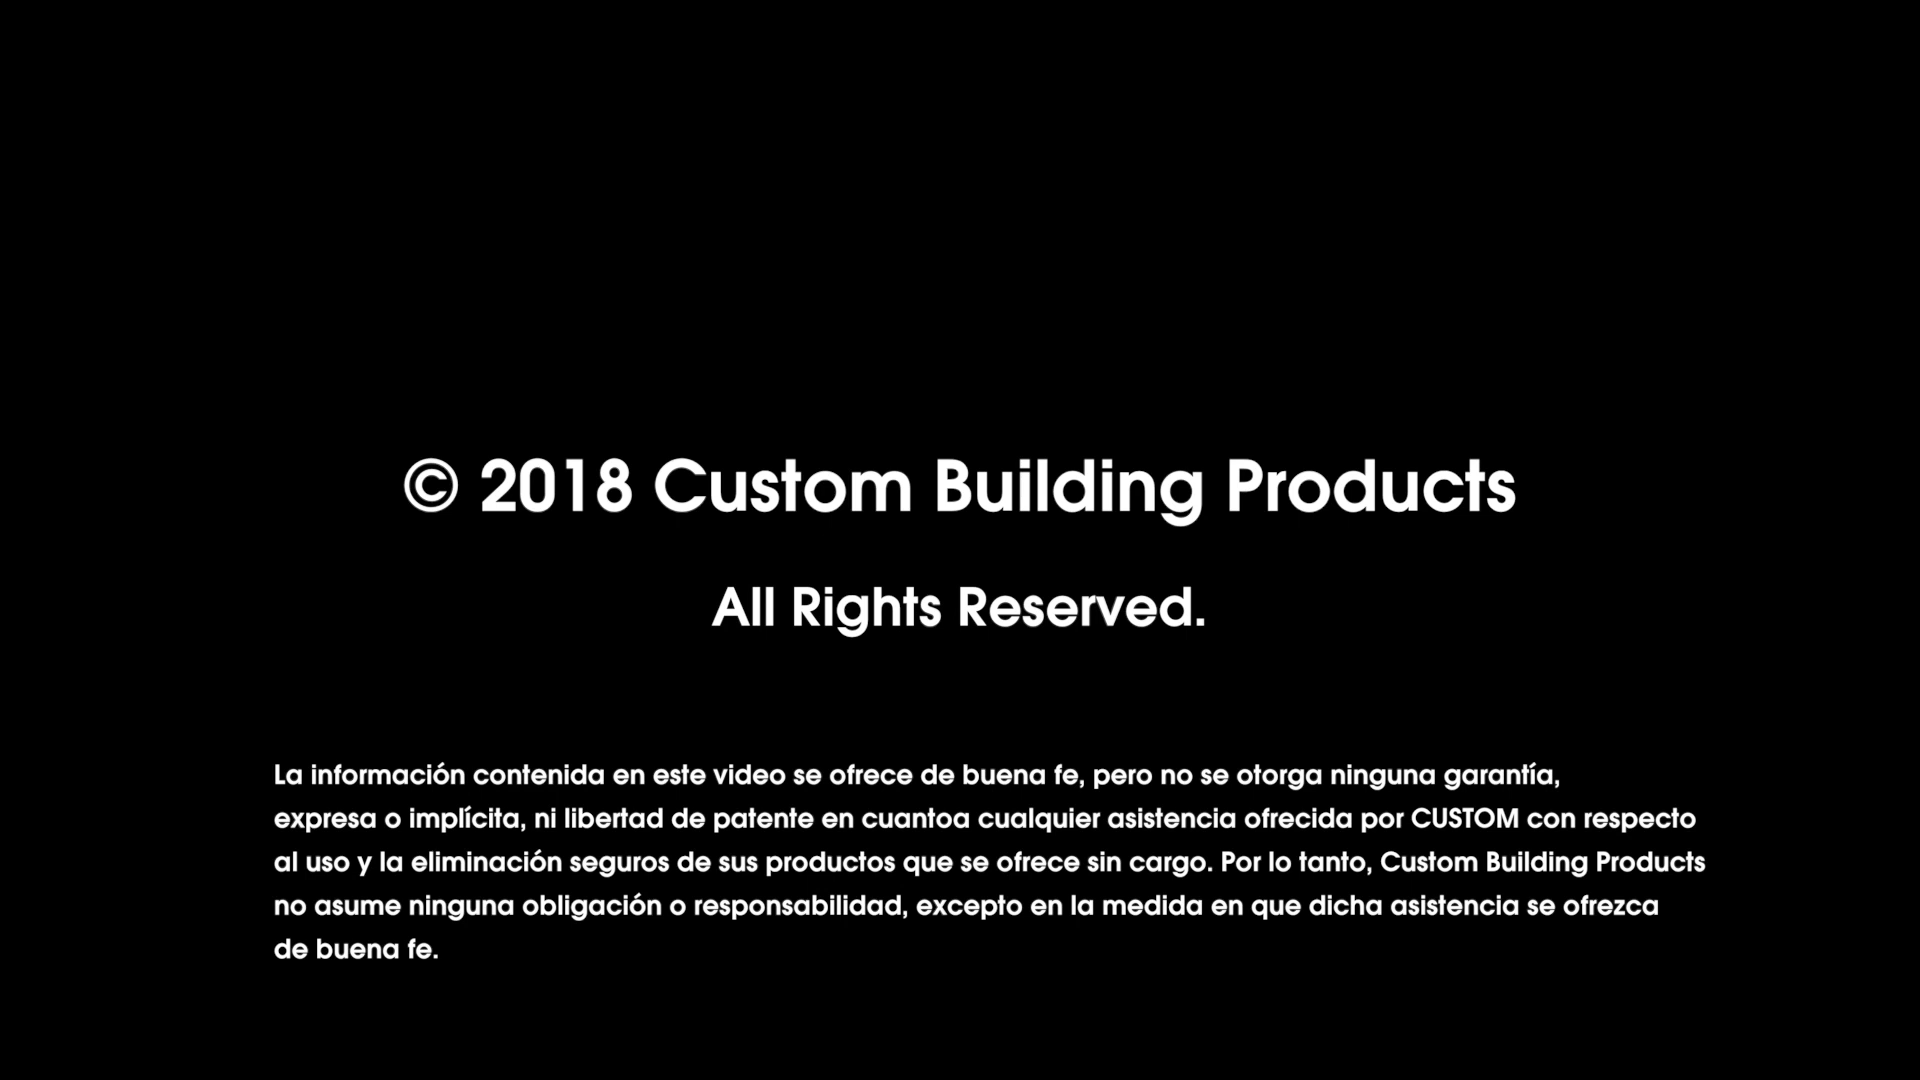 © 2018 Custom Building Products
All Rights Reserved.
La información contenida en este video se ofrece de buena fe, pero no se otorga ninguna garantía,
expresa o implícita, ni libertad de patente en cuantoa cualquier asistencia ofrecida por CUSTOM con respecto
al uso y la eliminación seguros de sus productos que se ofrece sin cargo. Por lo tanto, Custom Building Products
no asume ninguna obligación o responsabilidad, excepto en la medida en que dicha asistencia se ofrezca
de buena fe.